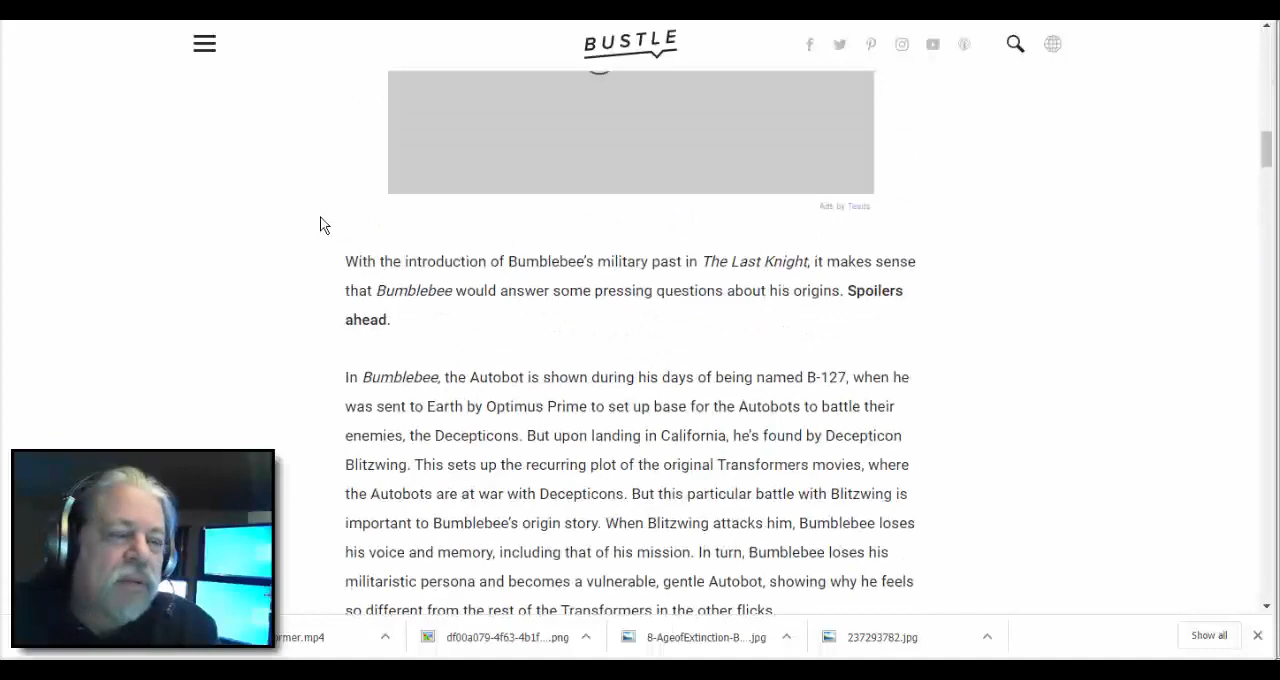 BUSTLE
Ads by Teads
With the introduction of Bumblebee's military past in The Last Knight, it makes sense
that Bumblebee would answer some pressing questions about his origins. Spoilers
ahead.
In Bumblebee, the Autobot is shown during his days of being named B-127, when he
was sent to Earth by Optimus Prime to set up base for the Autobots to battle their
enemies, the Decepticons. But upon landing in California, he's found by Decepticon
Blitzwing. This sets up the recurring plot of the original Transformers movies, where
the Autobots are at war with Decepticons. But this particular battle with Blitzwing is
important to Bumblebee's origin story. When Blitzwing attacks him, Bumblebee loses
his voice and memory, including that of his mission. In turn, Bumblebee loses his
militaristic persona and becomes a vulnerable, gentle Autobot, showing why he feels
so different from the rest of the Transformers in the other flicks.
ormer.mp4 df00a079-4f63-4b1f....png 8-AgeofExtinction-B....jpg 237293782.jpg Show all